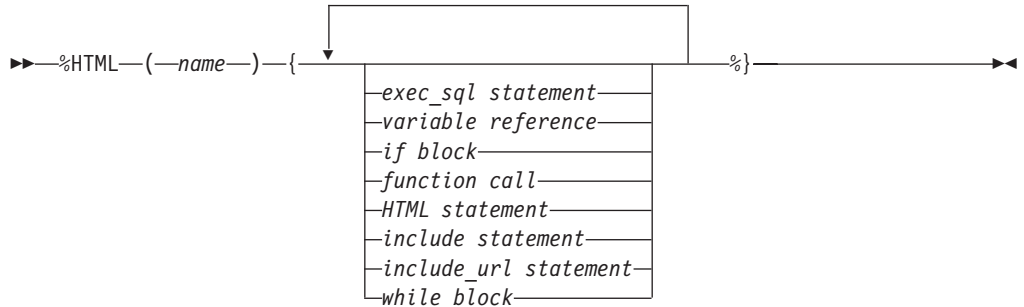 %HTML ( name ) { %}
exec_sql statement
variable reference
if block
function call
HTML statement
include statement
include_url statement
while block